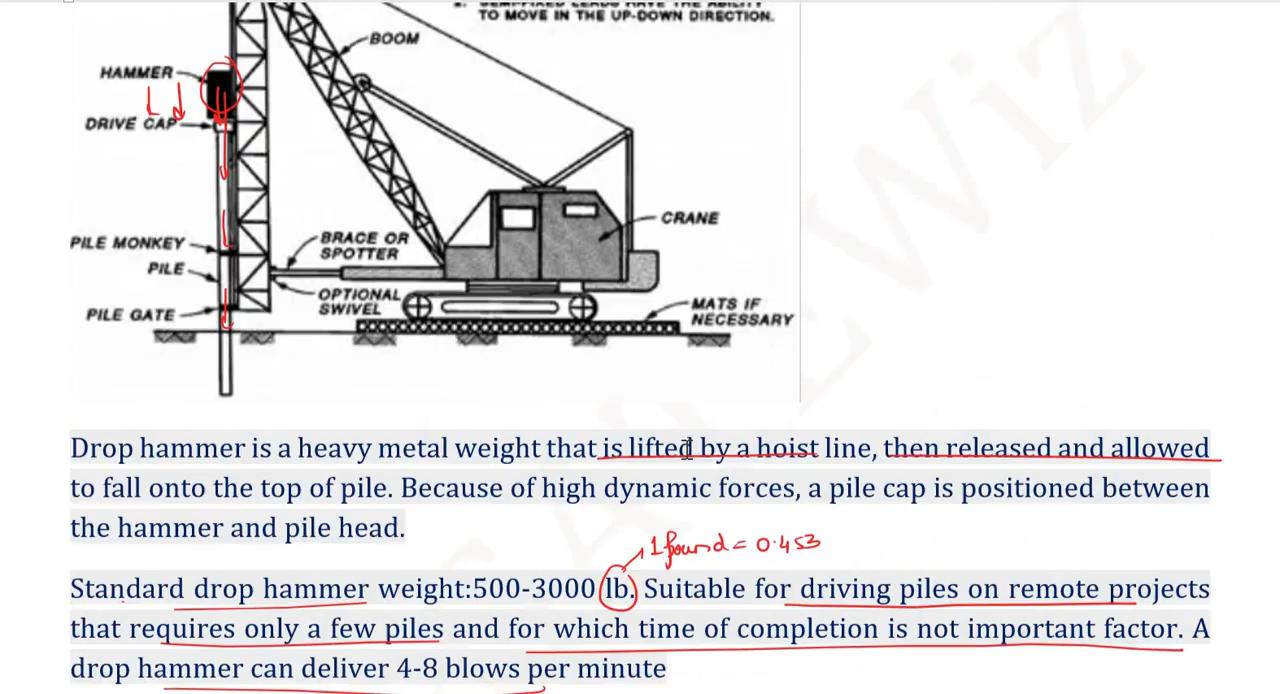 TO MOVE IN THE UP-DOWN DIRECTION.
BOOM
HAMMER
DRIVE CAP
CRANE
PILE MONKEY
BRACE OR
SPOTTER
PILE
OPTIONAL
SWIVEL
PILE GATE
MATS IF
NECESSARY
Drop hammer is a heavy metal weight that is lifted by a hoist line, then released and allowed
to fall onto the top of pile. Because of high dynamic forces, a pile cap is positioned between
the hammer and pile head.
1 pound = 0.453
Standard drop hammer weight:500-3000 lb. Suitable for driving piles on remote projects
that requires only a few piles and for which time of completion is not important factor. A
drop hammer can deliver 4-8 blows per minute